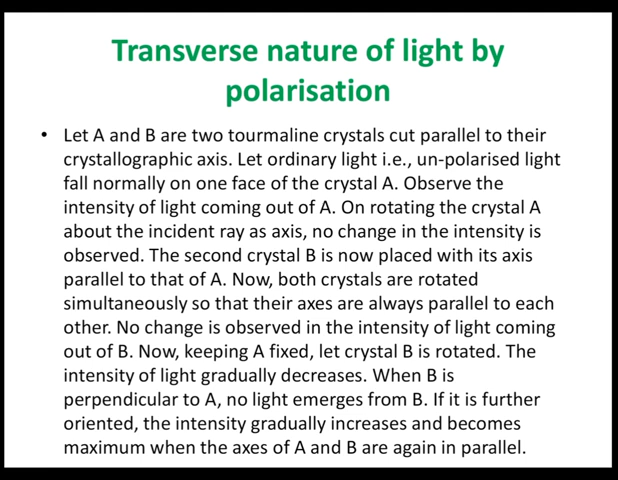 Transverse nature of light by
polarisation
• Let A and B are two tourmaline crystals cut parallel to their
crystallographic axis. Let ordinary light i.e., un-polarised light
fall normally on one face of the crystal A. Observe the
intensity of light coming out of A. On rotating the crystal A
about the incident ray as axis, no change in the intensity is
observed. The second crystal B is now placed with its axis
parallel to that of A. Now, both crystals are rotated
simultaneously so that their axes are always parallel to each
other. No change is observed in the intensity of light coming
out of B. Now, keeping A fixed, let crystal B is rotated. The
intensity of light gradually decreases. When B is
perpendicular to A, no light emerges from B. If it is further
oriented, the intensity gradually increases and becomes
maximum when the axes of A and B are again in parallel.